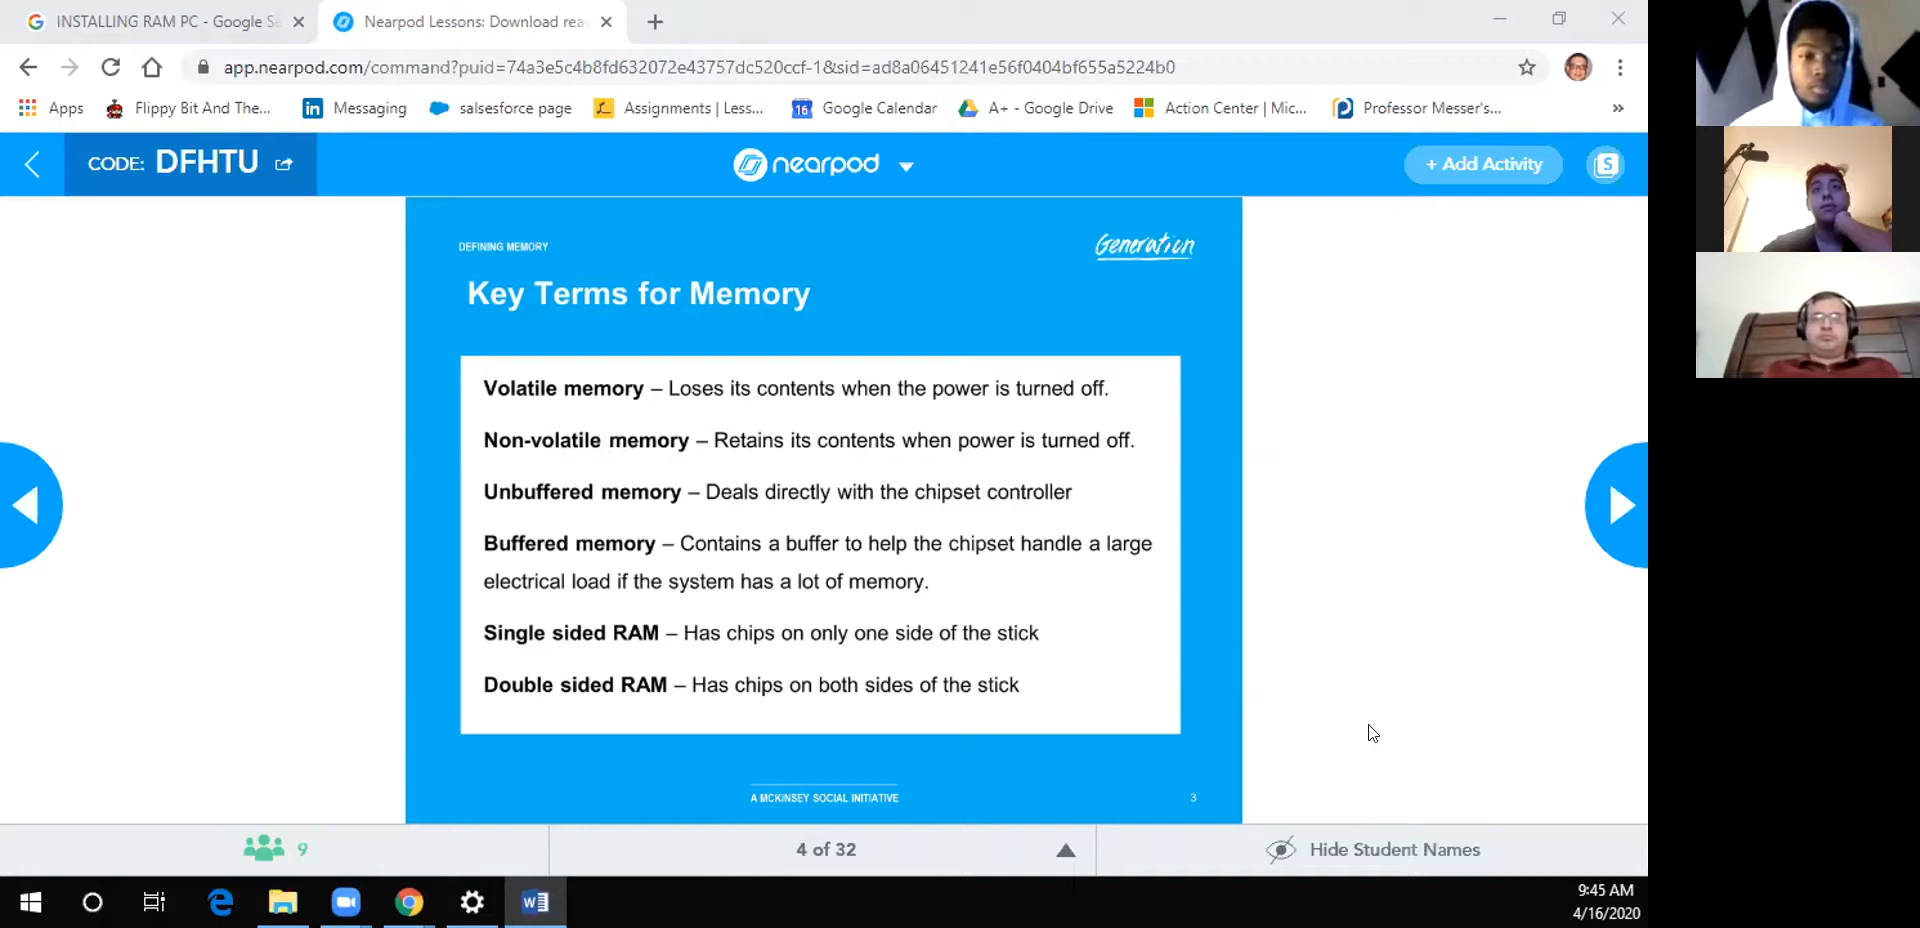 INSTALLING RAM PC - Google Se
Nearpod Lessons: Download rea
app.nearpod.com/command?puid=74a3e5c4b8fd632072e43757dc520ccf-1&sid=ad8a06451241e56f0404bf655a5224b0
Apps Flippy Bit And The... Messaging salsesforce page Assignments | Less... Google Calendar A+ - Google Drive Action Center | Mic... Professor Messer's... »
CODE: DFHTU
nearpod
+ Add Activity
S
DEFINING MEMORY
Generation
Key Terms for Memory
Volatile memory – Loses its contents when the power is turned off.
Non-volatile memory – Retains its contents when power is turned off.
Unbuffered memory – Deals directly with the chipset controller
Buffered memory – Contains a buffer to help the chipset handle a large
electrical load if the system has a lot of memory.
Single sided RAM – Has chips on only one side of the stick
Double sided RAM – Has chips on both sides of the stick
A MCKINSEY SOCIAL INITIATIVE
3
9
4 of 32
Hide Student Names
9:45 AM
4/16/2020